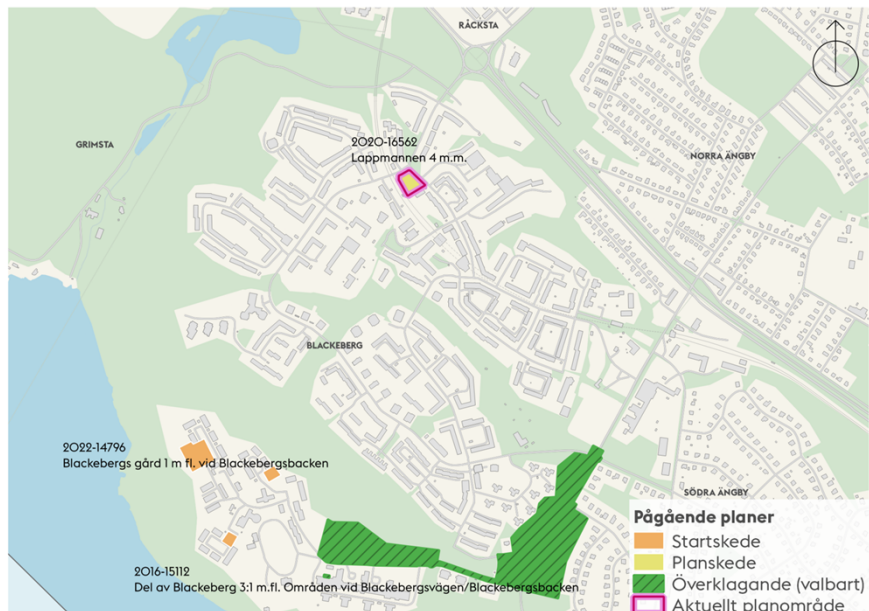 RÅCKSTA
GRIMSTA
2020-16562
Lappmannen 4 m.m.
NORRA ÄNGBY
BLACKEBERG
2022-14796
Blackebergs gård 1 m fl. vid Blackebergsbacken
SÖDRA ÄNGBY
2016-15112
Del av Blackeberg 3:1 m.fl. Områden vid Blackebergsvägen/Blackebergsbacken
Pågående planer
Startskede
Planskede
Överklagande (valbart)
Aktuellt planområde